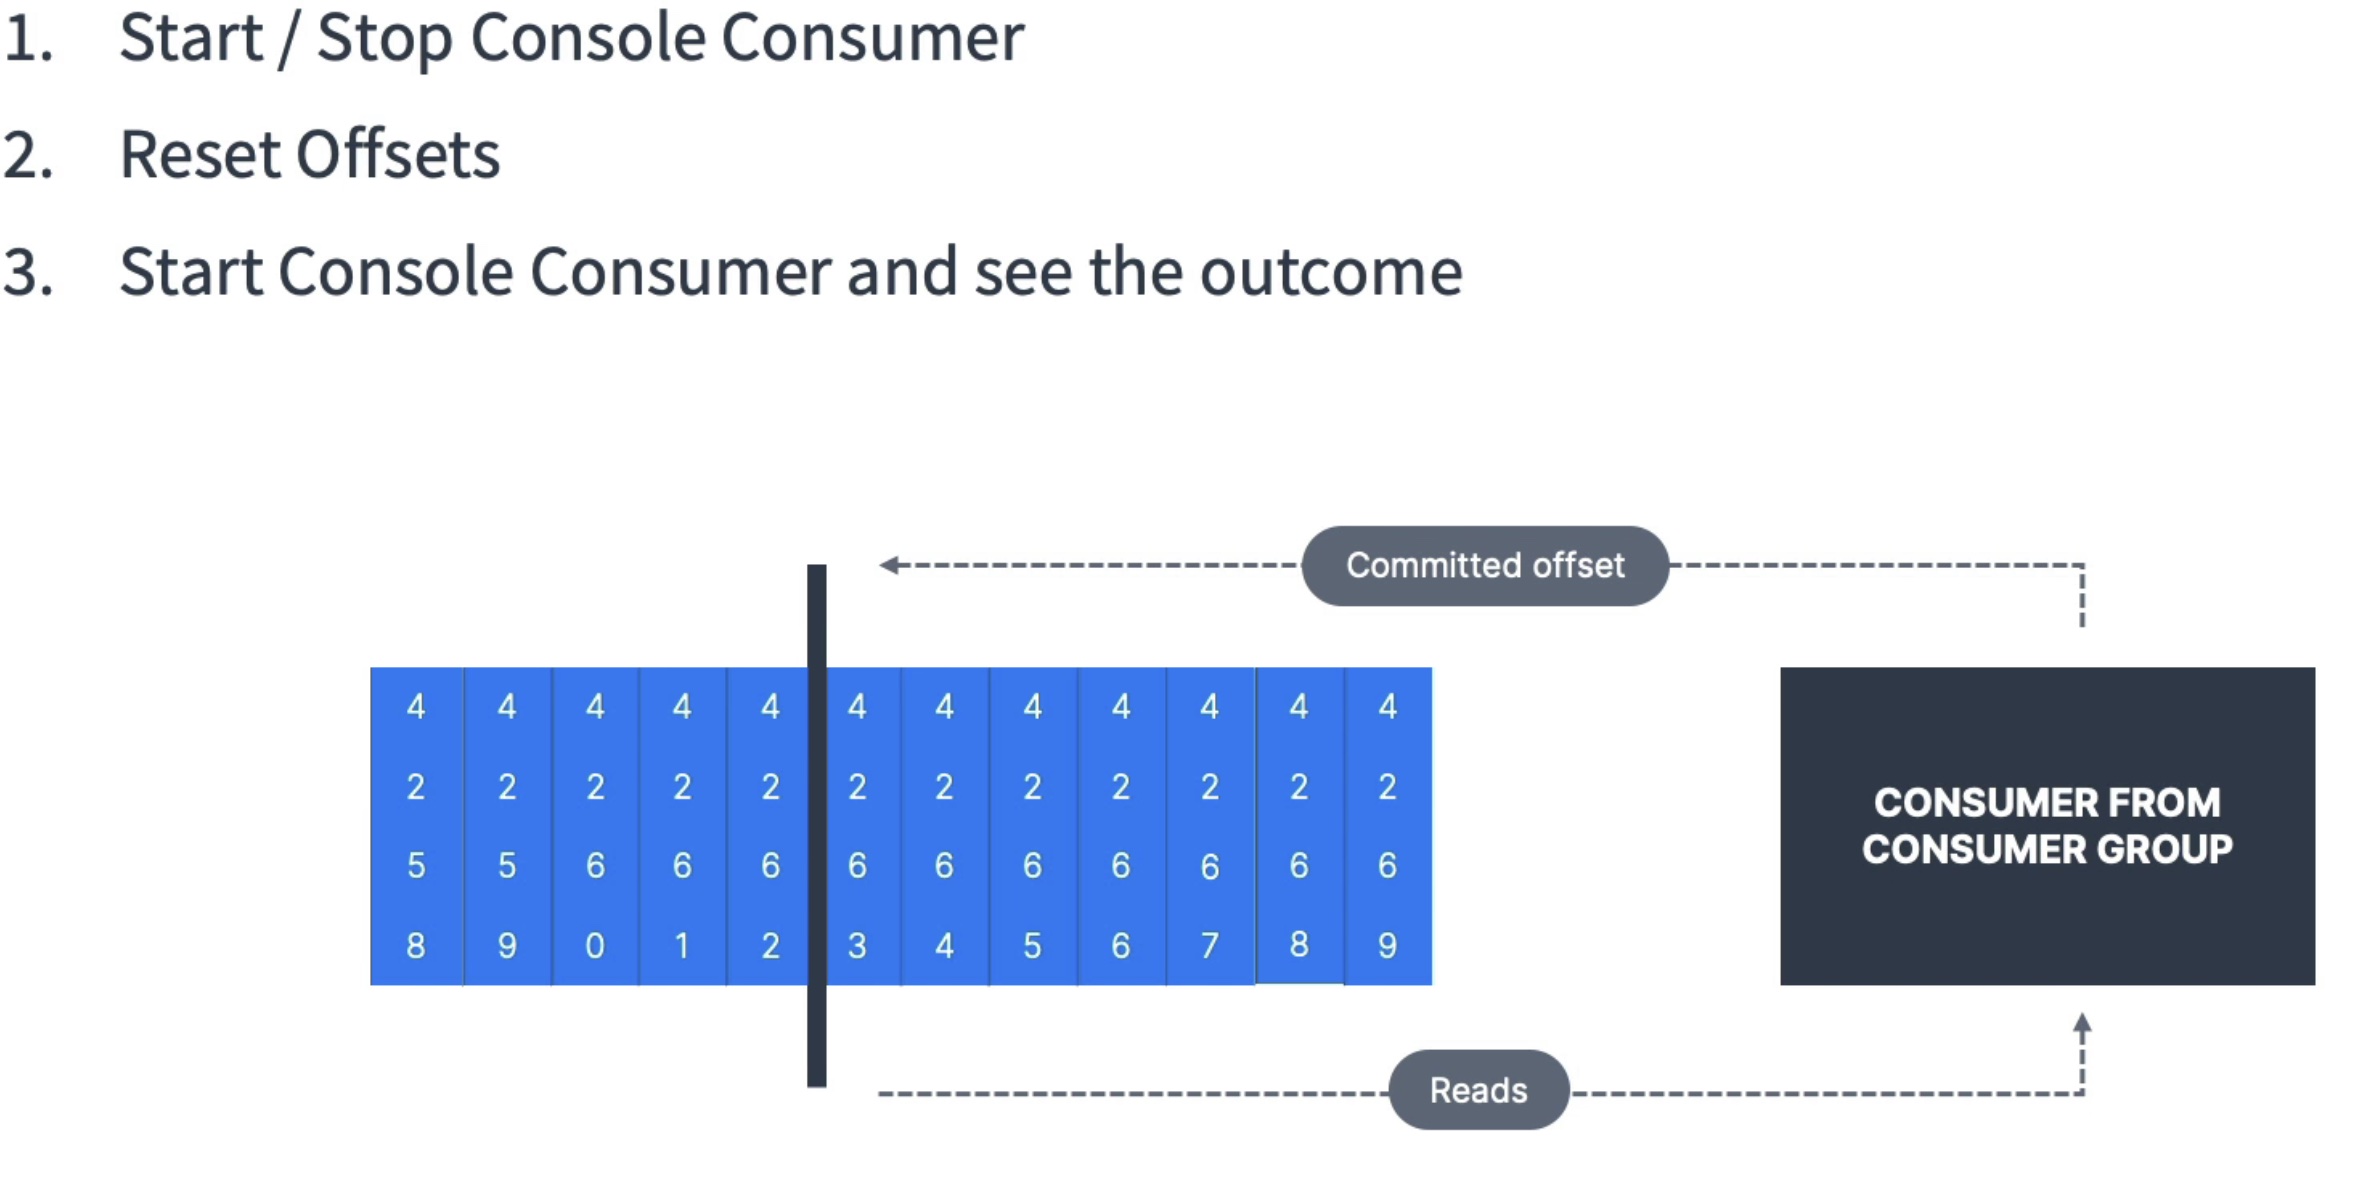 1. Start / Stop Console Consumer
2. Reset Offsets
3. Start Console Consumer and see the outcome
Committed offset
4 4 4 4 4 4 4 4 4 4 4 4
2 2 2 2 2 2 2 2 2 2 2 2
5 5 6 6 6 6 6 6 6 6 6 6
8 9 0 1 2 3 4 5 6 7 8 9
CONSUMER FROM
CONSUMER GROUP
Reads